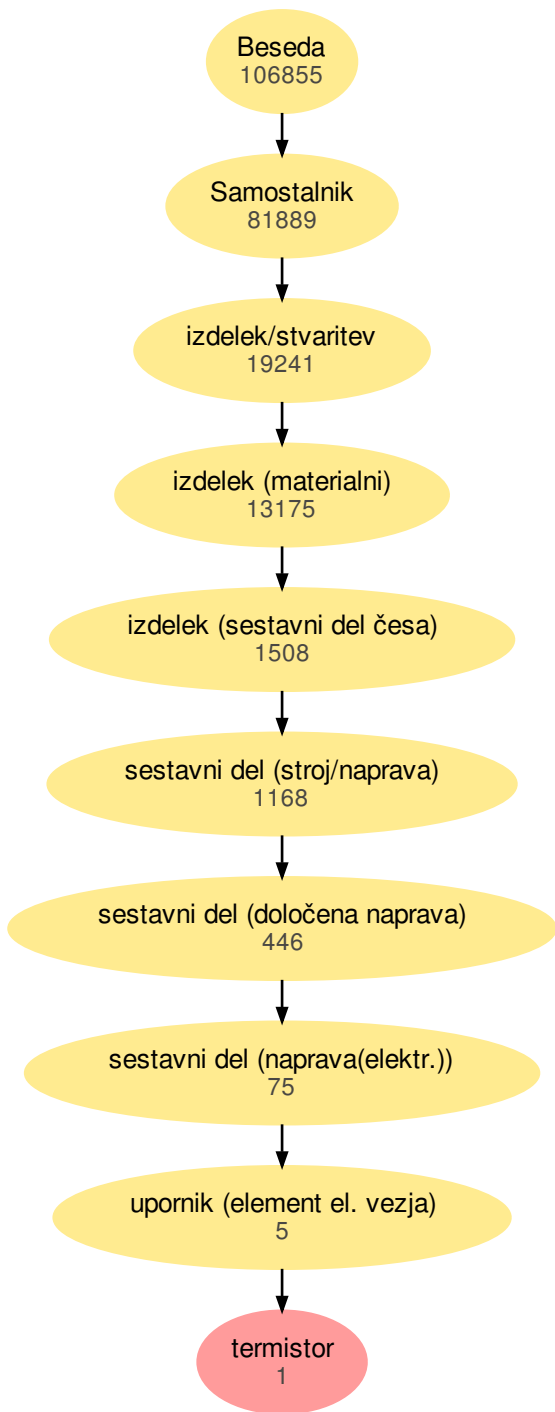 Beseda
106855
Samostalnik
81889
izdelek/stvaritev
19241
izdelek (materialni)
13175
izdelek (sestavni del česa)
1508
sestavni del (stroj/naprava)
1168
sestavni del (določena naprava)
446
sestavni del (naprava(elektr.))
75
upornik (element el. vezja)
5
termistor
1